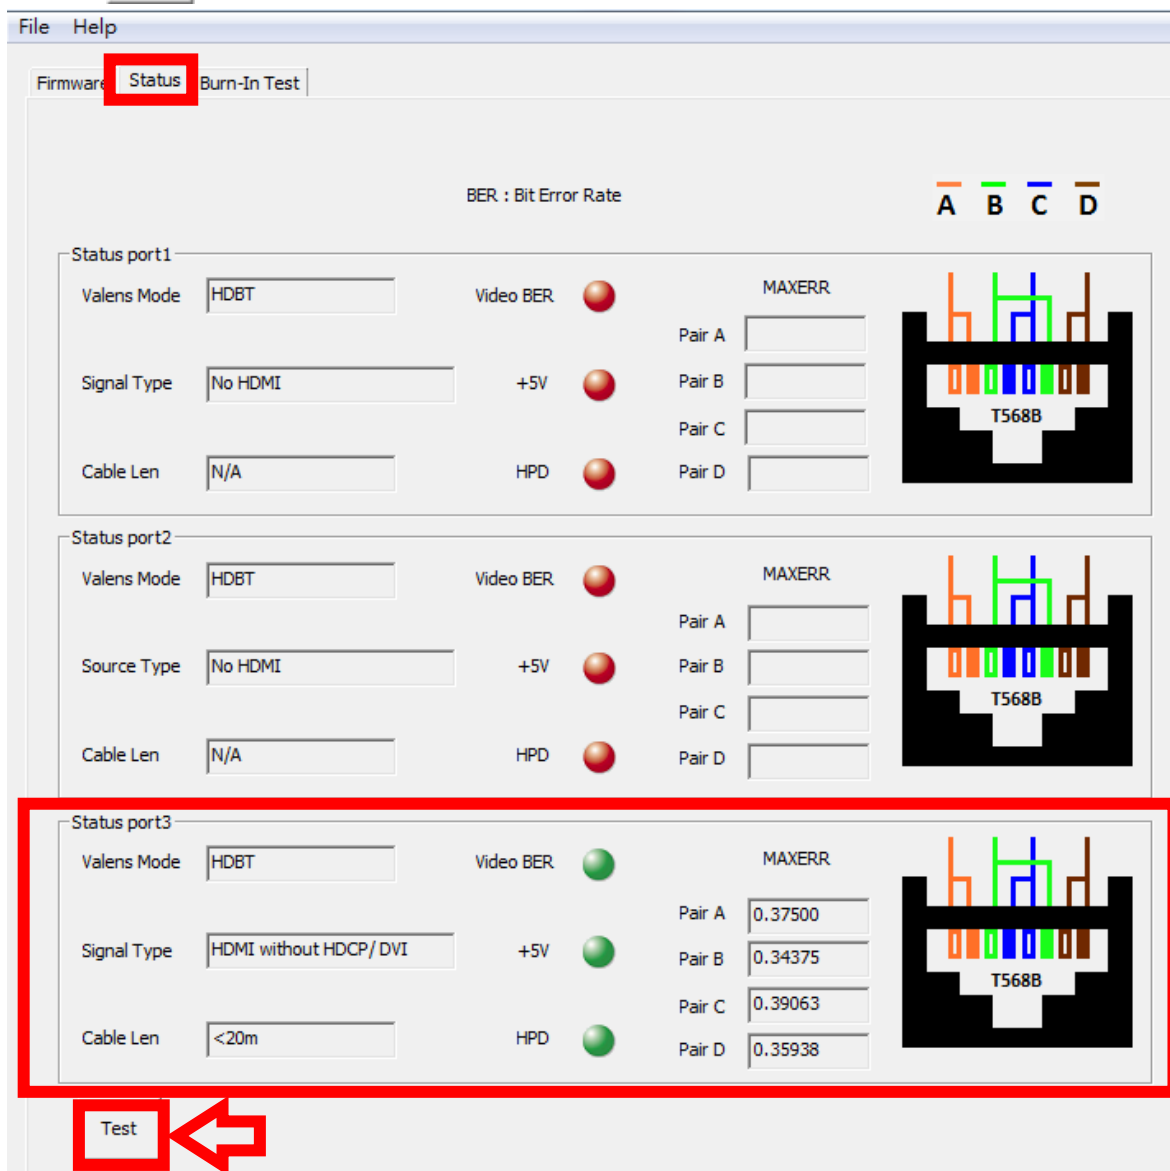 File Help
Firmware Status Burn-In Test
BER : Bit Error Rate
A B C D
Status port1
Valens Mode HDBT Video BER MAXERR
Pair A
Signal Type No HDMI +5V Pair B
T568B
Pair C
Cable Len N/A HPD Pair D
Status port2
Valens Mode HDBT Video BER MAXERR
Pair A
Source Type No HDMI +5V Pair B
T568B
Pair C
Cable Len N/A HPD Pair D
Status port3
Valens Mode HDBT Video BER MAXERR
Pair A 0.37500
Signal Type HDMI without HDCP/ DVI +5V Pair B 0.34375
T568B
Pair C 0.39063
Cable Len <20m HPD Pair D 0.35938
Test